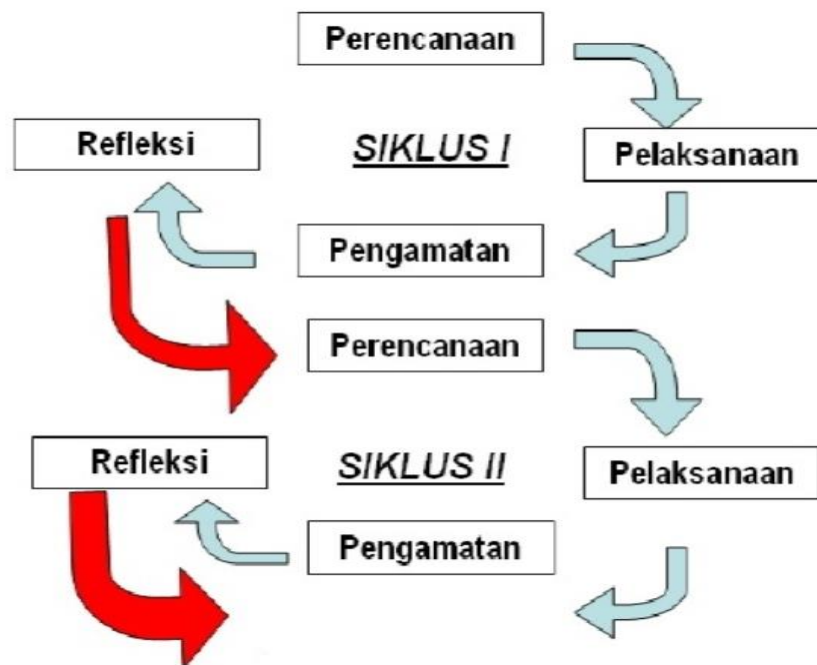 Perencanaan
Refleksi
SIKLUS I
Pelaksanaan
Pengamatan
Perencanaan
Refleksi
SIKLUS II
Pelaksanaan
Pengamatan